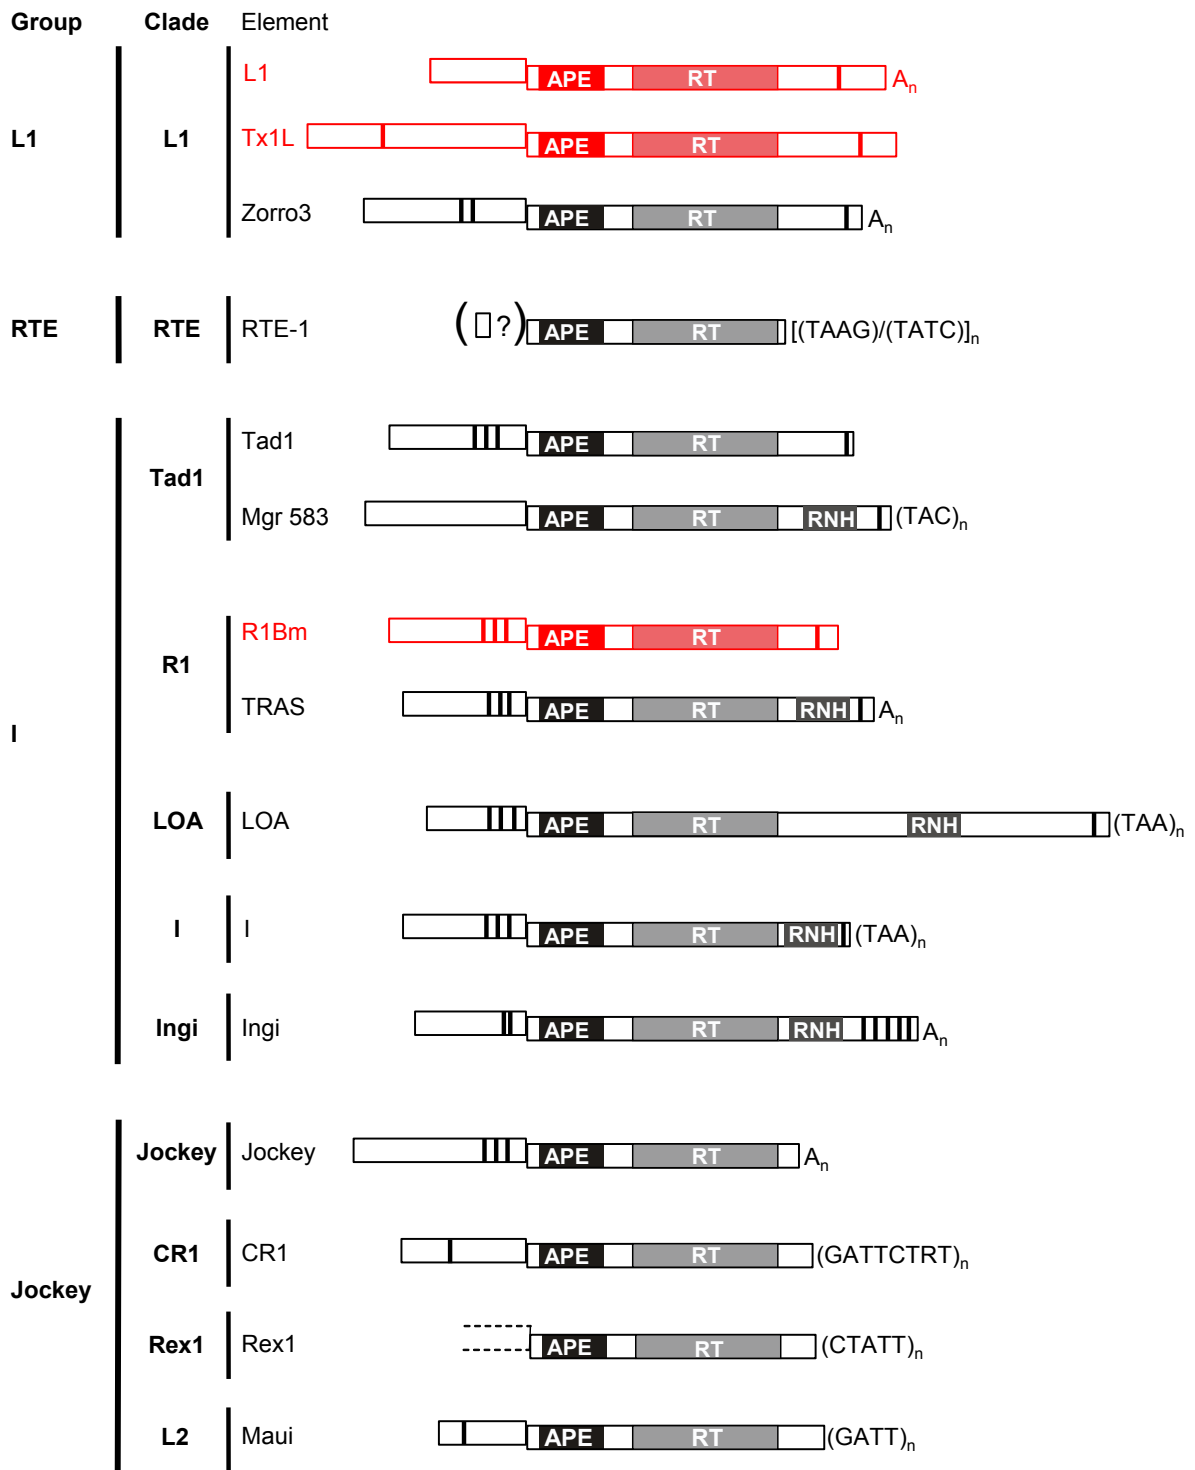 Group Clade Element
L1 APE RT An
L1 L1 Tx1L APE RT
Zorro3 APE RT An
RTE RTE RTE-1 (▯?) APE RT [(TAAG)/(TATC)]n
Tad1 APE RT
Tad1
Mgr 583 APE RT RNH (TAC)n
R1Bm APE RT
R1
TRAS APE RT RNH An
I
LOA LOA APE RT RNH (TAA)n
I I APE RT RNH (TAA)n
Ingi Ingi APE RT RNH An
Jockey Jockey APE RT An
CR1 CR1 APE RT (GATTCTRT)n
Jockey
Rex1 Rex1 APE RT (CTATT)n
L2 Maui APE RT (GATT)n